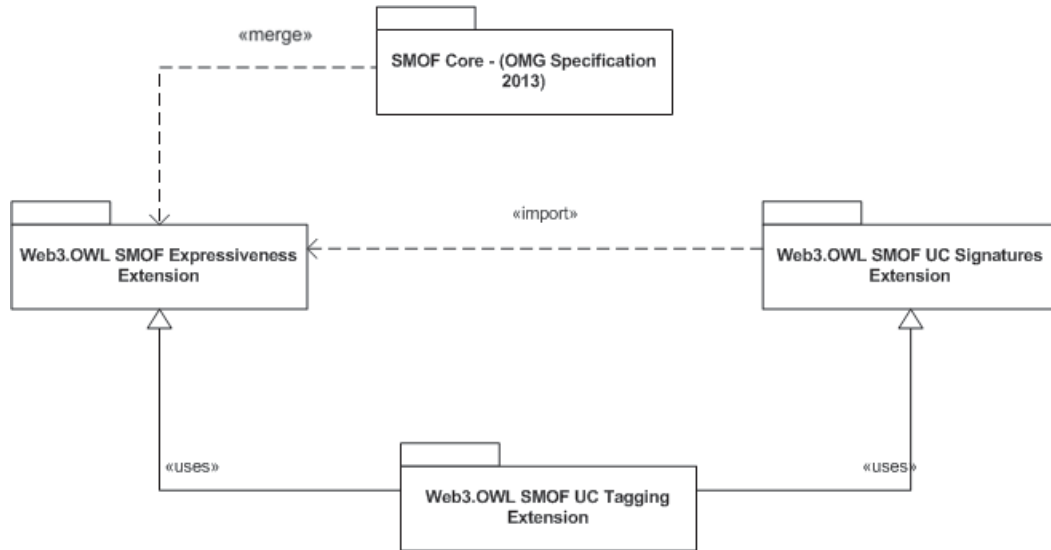 «merge»
SMOF Core - (OMG Specification
2013)
«import»
Web3.OWL SMOF Expressiveness
Extension
Web3.OWL SMOF UC Signatures
Extension
«uses»
«uses»
Web3.OWL SMOF UC Tagging
Extension